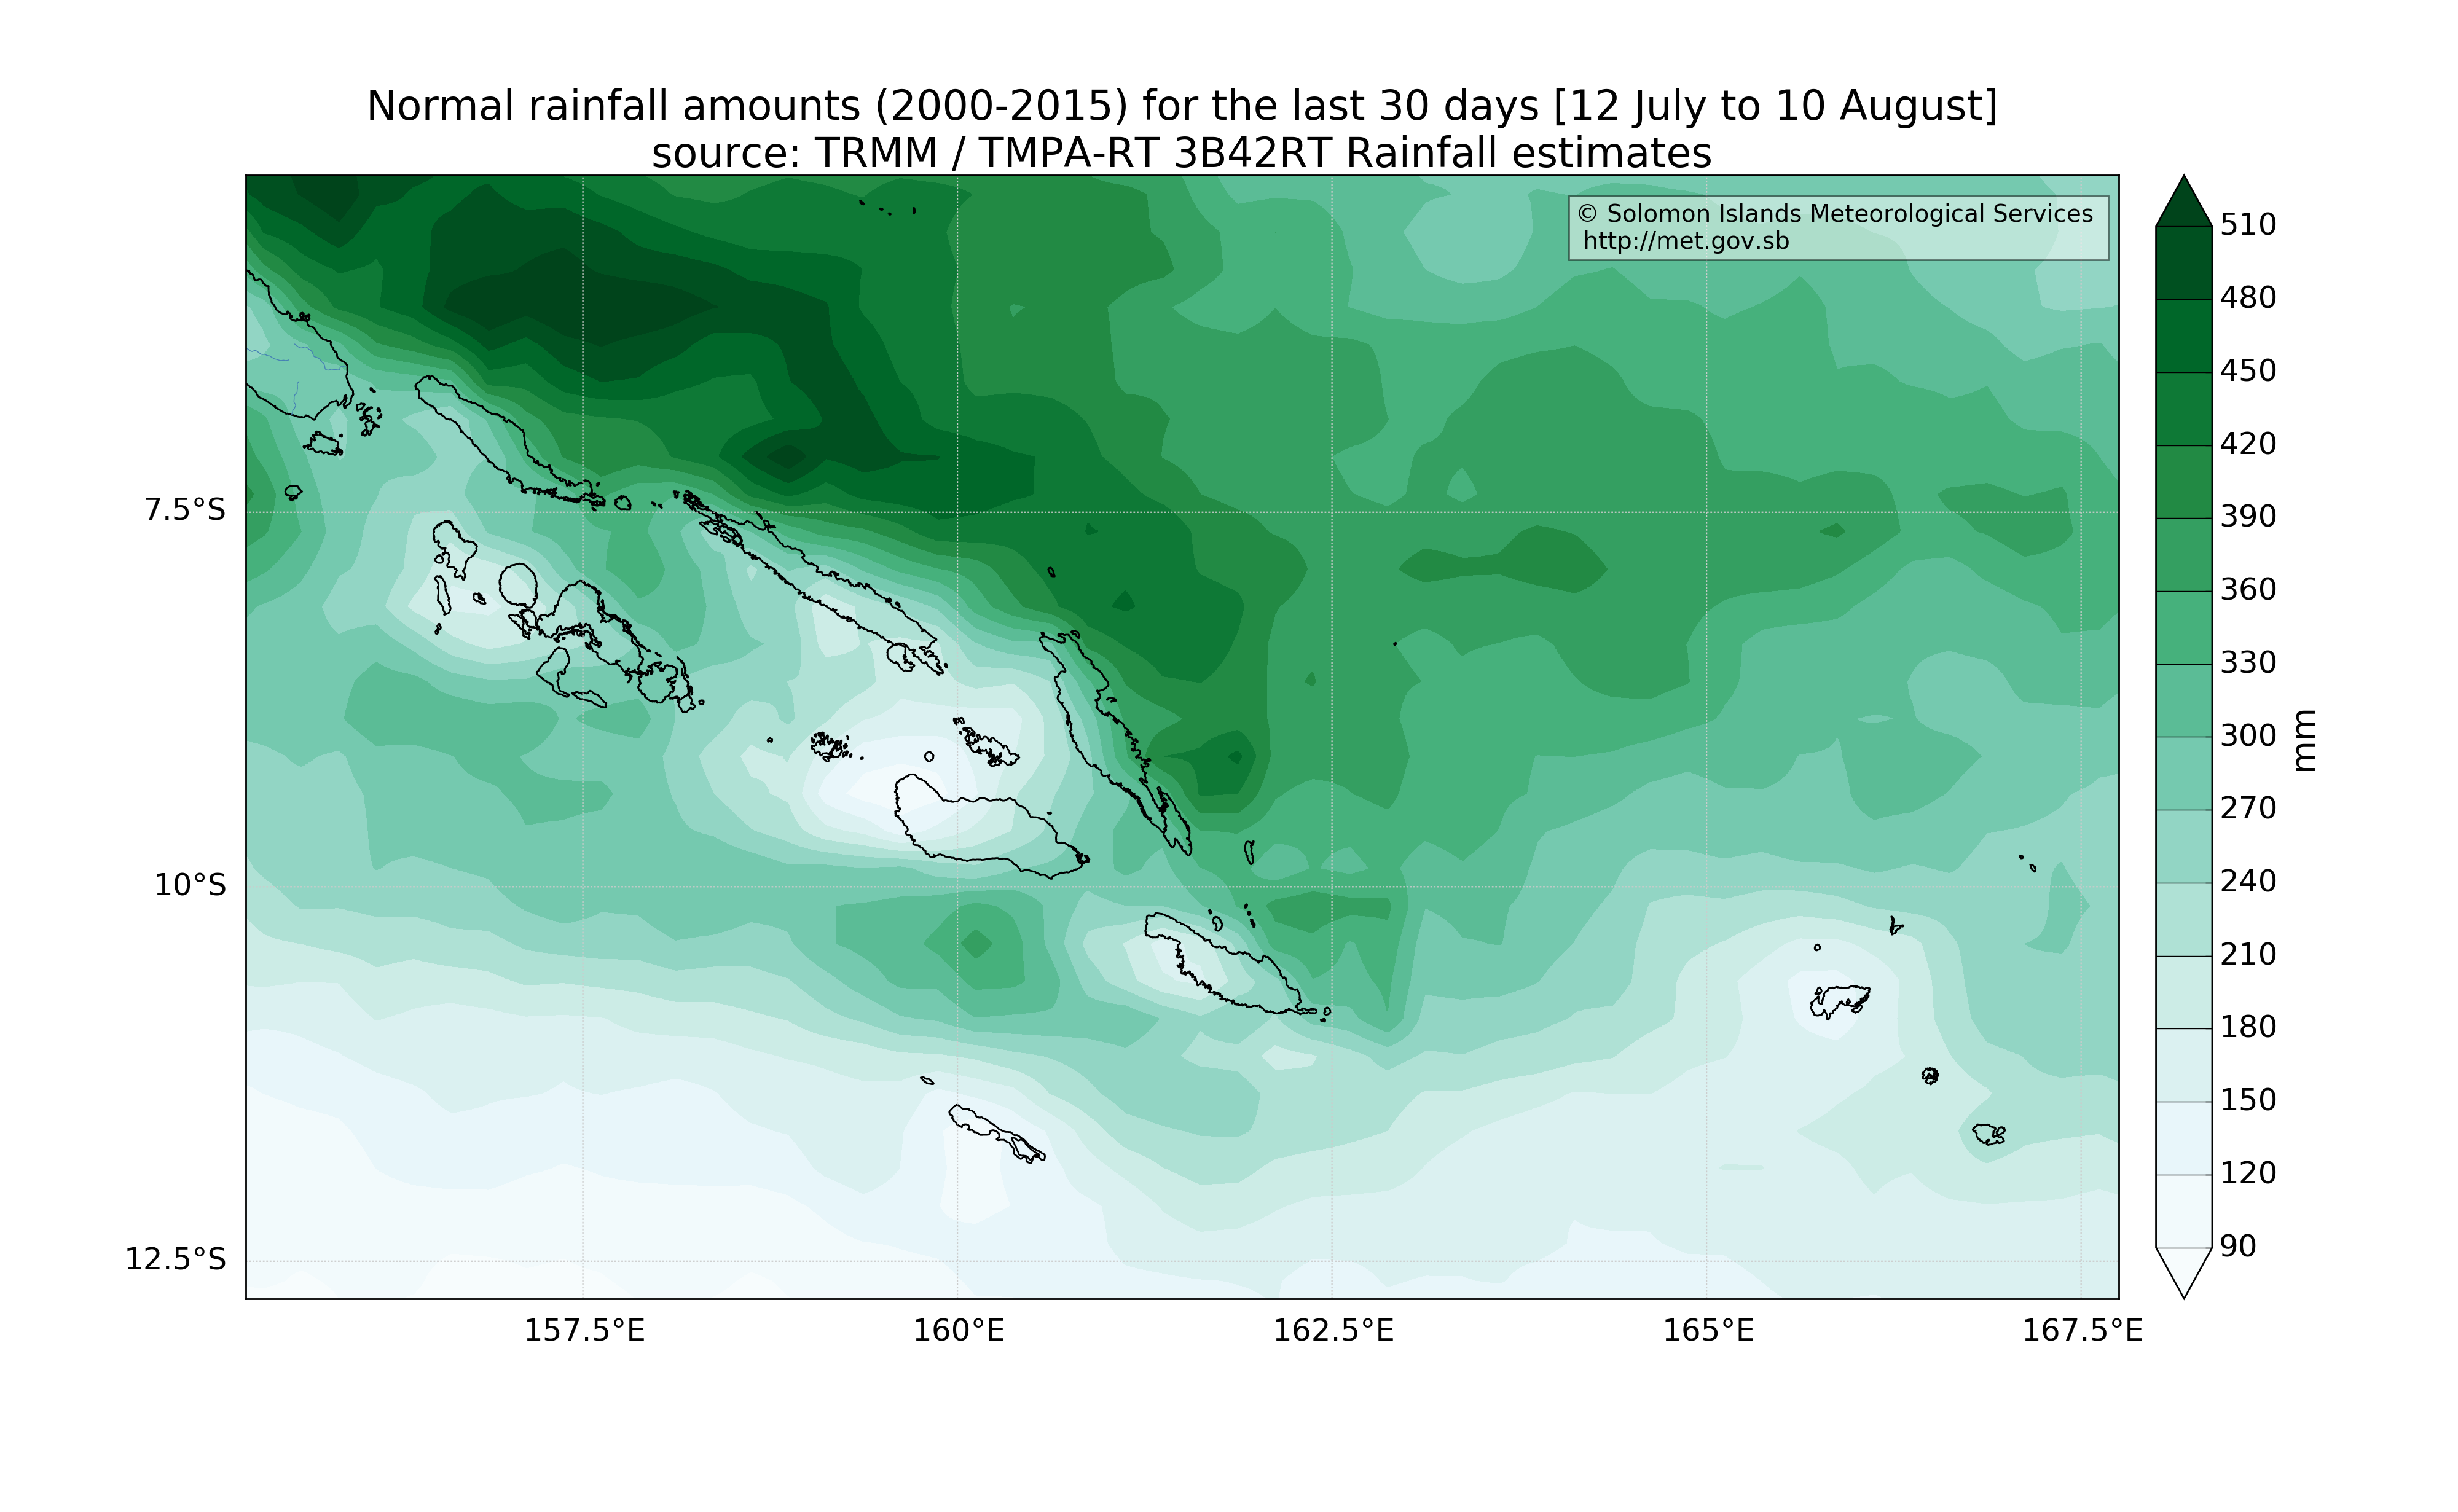 Normal rainfall amounts (2000-2015) for the last 30 days [12 July to 10 August]
source: TRMM / TMPA-RT 3B42RT Rainfall estimates
© Solomon Islands Meteorological Services
http://met.gov.sb
7.5°S
10°S
12.5°S
157.5°E
160°E
162.5°E
165°E
167.5°E
510
480
450
420
390
360
330
300
270
240
210
180
150
120
90
mm